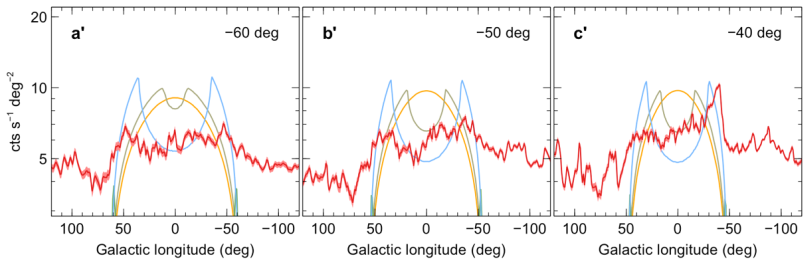 a' −60 deg b' −50 deg c' −40 deg
20
10
5
cts s⁻¹ deg⁻²
100 50 0 −50 −100 100 50 0 −50 −100 100 50 0 −50 −100
Galactic longitude (deg) Galactic longitude (deg) Galactic longitude (deg)